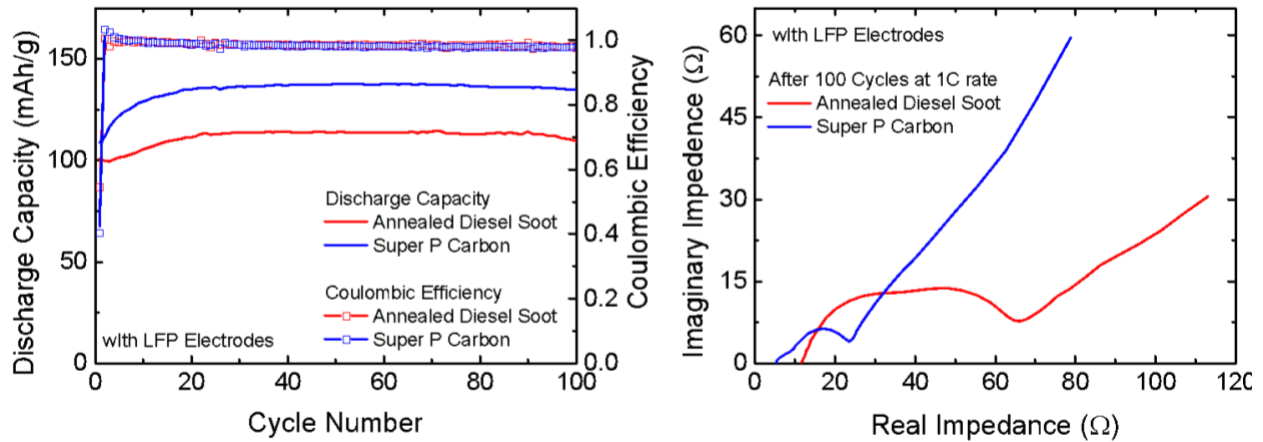 Discharge Capacity (mAh/g)
150
100
50
0
Discharge Capacity
Annealed Diesel Soot
Super P Carbon
Coulombic Efficiency
Annealed Diesel Soot
Super P Carbon
wIth LFP Electrodes
0 20 40 60 80 100
Cycle Number
1.0
0.8
0.6
0.4
0.2
0.0
Coulombic Efficiency
Imaginary Impedence (Ω)
60
45
30
15
0
wIth LFP Electrodes
After 100 Cycles at 1C rate
Annealed Diesel Soot
Super P Carbon
0 20 40 60 80 100 120
Real Impedance (Ω)